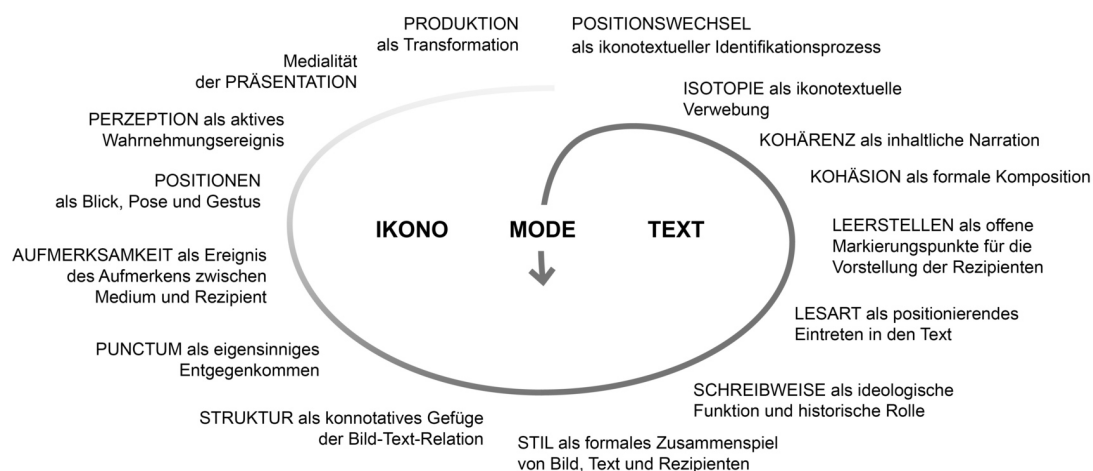 PRODUKTION
als Transformation
Medialität
der PRÄSENTATION
PERZEPTION als aktives
Wahrnehmungsereignis
POSITIONEN
als Blick, Pose und Gestus
AUFMERKSAMKEIT als Ereignis
des Aufmerkens zwischen
Medium und Rezipient
PUNCTUM als eigensinniges
Entgegenkommen
STRUKTUR als konnotatives Gefüge
der Bild-Text-Relation
STIL als formales Zusammenspiel
von Bild, Text und Rezipienten
SCHREIBWEISE als ideologische
Funktion und historische Rolle
LESART als positionierendes
Eintreten in den Text
LEERSTELLEN als offene
Markierungspunkte für die
Vorstellung der Rezipienten
KOHÄSION als formale Komposition
KOHÄRENZ als inhaltliche Narration
ISOTOPIE als ikonotextuelle
Verwebung
POSITIONSWECHSEL
als ikonotextueller Identifikationsprozess
IKONO MODE TEXT